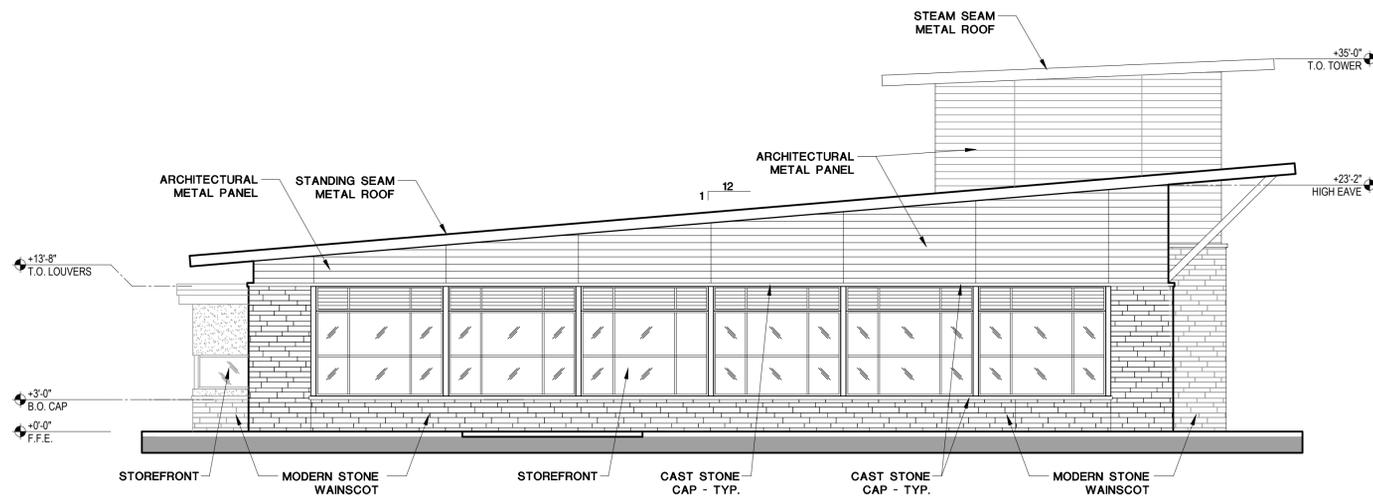 STEAM SEAM
METAL ROOF
+35'-0"
T.O. TOWER
ARCHITECTURAL
METAL PANEL
ARCHITECTURAL
METAL PANEL
STANDING SEAM
METAL ROOF
12
1
+23'-2"
HIGH EAVE
+13'-8"
T.O. LOUVERS
+3'-0"
B.O. CAP
+0'-0"
F.F.E.
STOREFRONT
MODERN STONE
WAINSCOT
STOREFRONT
CAST STONE
CAP - TYP.
CAST STONE
CAP - TYP.
MODERN STONE
WAINSCOT